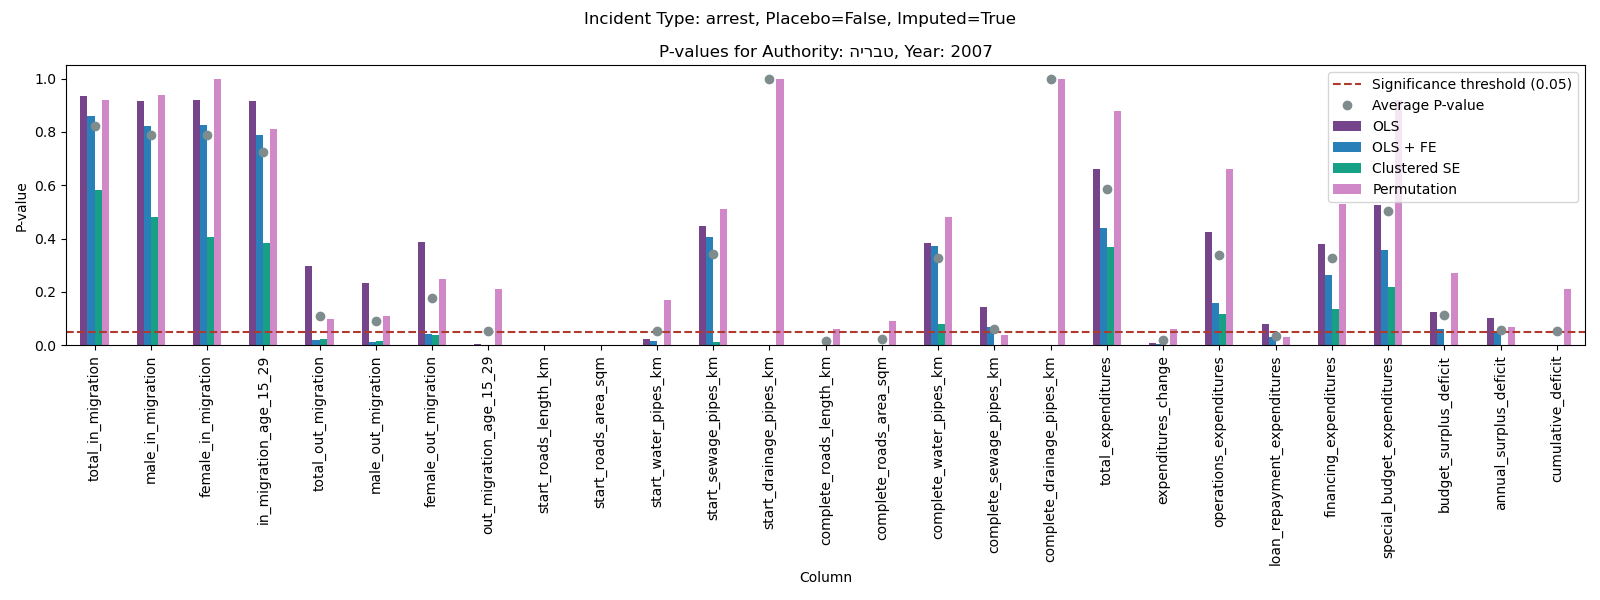 Incident Type: arrest, Placebo=False, Imputed=True
P-values for Authority: טבריה, Year: 2007
P-value
1.0
0.8
0.6
0.4
0.2
0.0
Significance threshold (0.05)
Average P-value
OLS
OLS + FE
Clustered SE
Permutation
total_in_migration
male_in_migration
female_in_migration
in_migration_age_15_29
total_out_migration
male_out_migration
female_out_migration
out_migration_age_15_29
start_roads_length_km
start_roads_area_sqm
start_water_pipes_km
start_sewage_pipes_km
start_drainage_pipes_km
complete_roads_length_km
complete_roads_area_sqm
complete_water_pipes_km
complete_sewage_pipes_km
complete_drainage_pipes_km
total_expenditures
expenditures_change
operations_expenditures
loan_repayment_expenditures
financing_expenditures
special_budget_expenditures
budget_surplus_deficit
annual_surplus_deficit
cumulative_deficit
Column